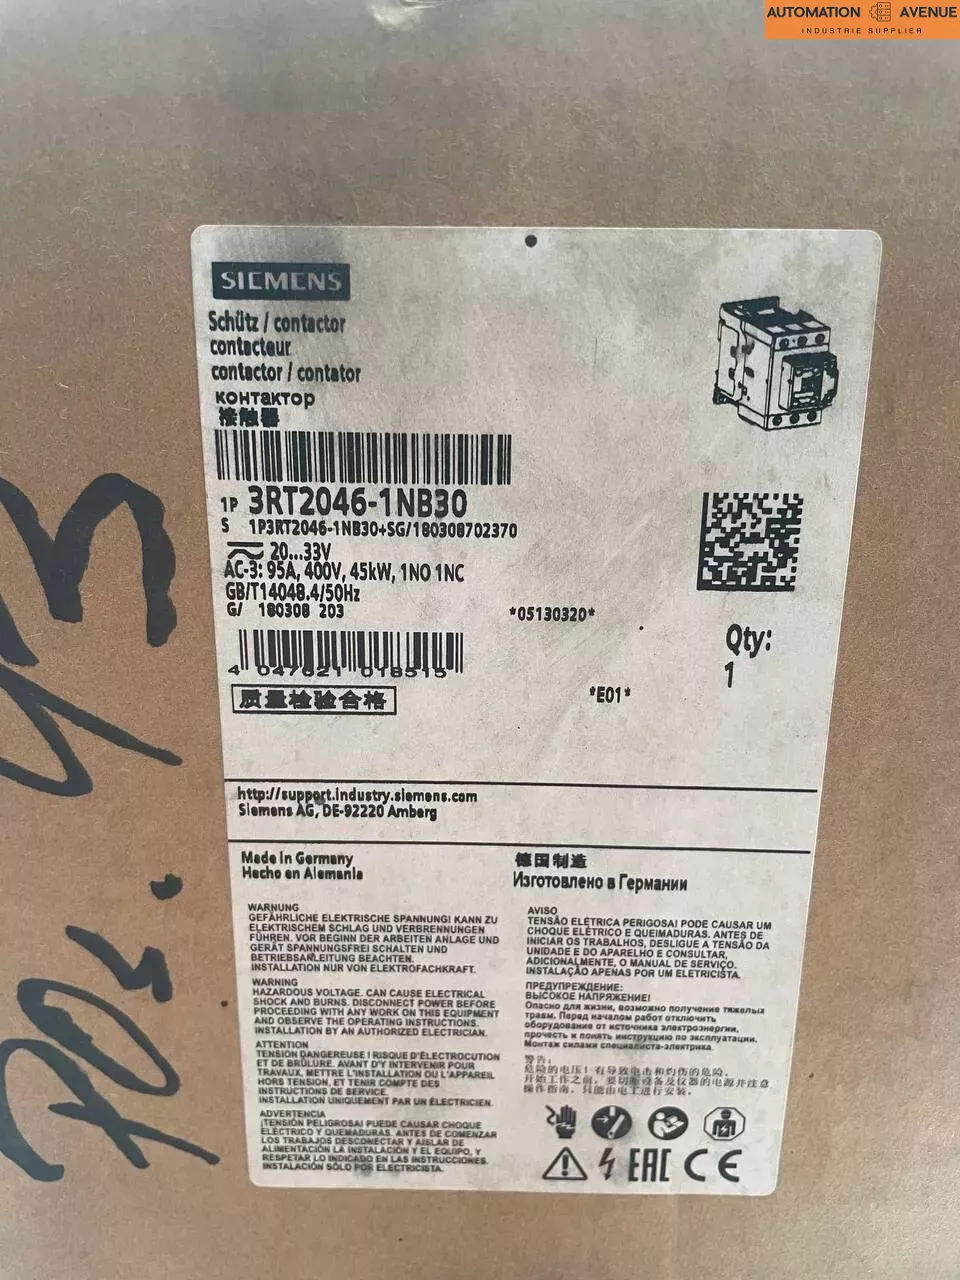 AUTOMATION AVENUE
INDUSTRIE SUPPLIER
SIEMENS
Schütz / contactor
contacteur
contactor / contator
контактор
接触器
1P 3RT2046-1NB30
S 1P3RT2046-1NB30+SG/180308702370
20...33V
AC-3: 95A, 400V, 45kW, 1NO 1NC
GB/T14048.4/50Hz
G/ 180308 203
*05130320*
Qty:
1
4 047621 018515
质量检验合格
*E01*
http://support.industry.siemens.com
Siemens AG, DE-92220 Amberg
Made in Germany
Hecho en Alemania
德国制造
Изготовлено в Германии
WARNUNG
GEFÄHRLICHE ELEKTRISCHE SPANNUNG! KANN ZU
ELEKTRISCHEM SCHLAG UND VERBRENNUNGEN
FÜHREN. VOR BEGINN DER ARBEITEN ANLAGE UND
GERÄT SPANNUNGSFREI SCHALTEN UND
BETRIEBSANLEITUNG BEACHTEN.
INSTALLATION NUR VON ELEKTROFACHKRAFT.
WARNING
HAZARDOUS VOLTAGE. CAN CAUSE ELECTRICAL
SHOCK AND BURNS. DISCONNECT POWER BEFORE
PROCEEDING WITH ANY WORK ON THIS EQUIPMENT
AND OBSERVE THE OPERATING INSTRUCTIONS.
INSTALLATION BY AN AUTHORIZED ELECTRICIAN.
ATTENTION
TENSION DANGEREUSE ! RISQUE D'ÉLECTROCUTION
ET DE BRÛLURE. AVANT D'Y INTERVENIR POUR
TRAVAUX, METTRE L'INSTALLATION OU L'APPAREIL
HORS TENSION, ET TENIR COMPTE DES
INSTRUCTIONS DE SERVICE.
INSTALLATION UNIQUEMENT PAR UN ÉLECTRICIEN.
ADVERTENCIA
¡TENSIÓN PELIGROSA! PUEDE CAUSAR CHOQUE
ELÉCTRICO Y QUEMADURAS. ANTES DE COMENZAR
LOS TRABAJOS DESCONECTAR Y AISLAR DE
ALIMENTACIÓN LA INSTALACIÓN Y EL EQUIPO, Y
RESPETAR LO INDICADO EN LAS INSTRUCCIONES.
INSTALACIÓN SÓLO POR ELECTRICISTA.
AVISO
TENSÃO ELÉTRICA PERIGOSA! PODE CAUSAR UM
CHOQUE ELÉTRICO E QUEIMADURAS. ANTES DE
INICIAR OS TRABALHOS, DESLIGUE A TENSÃO DA
UNIDADE E DO APARELHO E CONSULTAR,
ADICIONALMENTE, O MANUAL DE SERVIÇO.
INSTALAÇÃO APENAS POR UM ELETRICISTA.
ПРЕДУПРЕЖДЕНИЕ:
ВЫСОКОЕ НАПРЯЖЕНИЕ!
Опасно для жизни, возможно получение тяжелых
травм. Перед началом работ отключить
оборудование от источника электроэнергии,
прочесть и понять инструкцию по эксплуатации.
Монтаж силами специалиста-электрика.
警告:
危险的电压! 有导致电击和灼伤的危险。
开始工作之前, 要切断设备及仪器的电源并注意
操作指南。只能由电工进行安装。
EAC CE